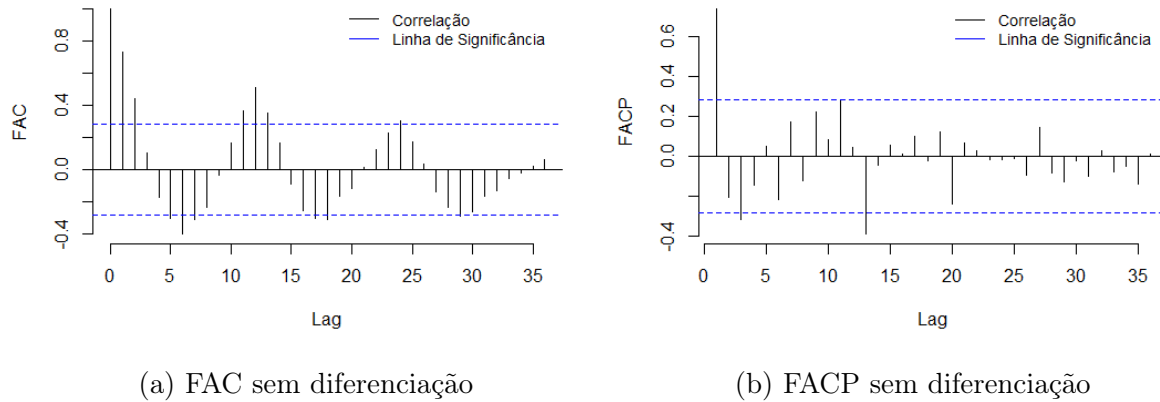 Correlação
Linha de Significância
FAC
0.8
0.4
0.0
-0.4
0 5 10 15 20 25 30 35
Lag
(a) FAC sem diferenciação
Correlação
Linha de Significância
FACP
0.6
0.4
0.2
0.0
-0.4
0 5 10 15 20 25 30 35
Lag
(b) FACP sem diferenciação